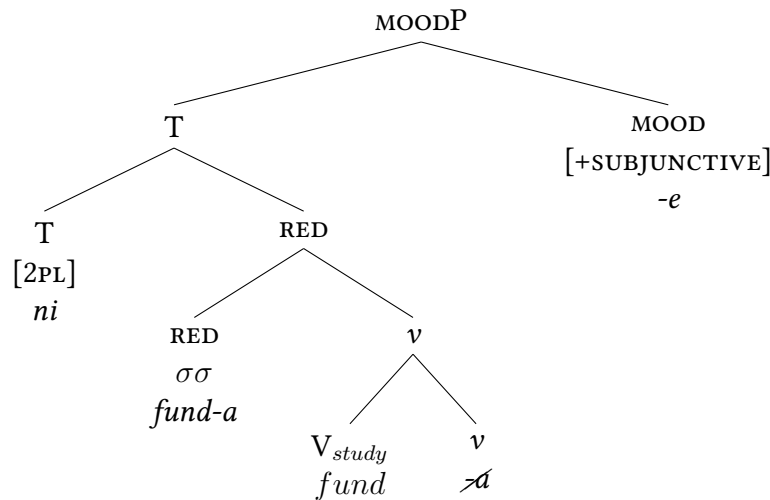 MOODP
T MOOD
[+SUBJUNCTIVE]
-e
T RED
[2PL]
ni
RED v
σσ
fund-a
V_study v
fund -a